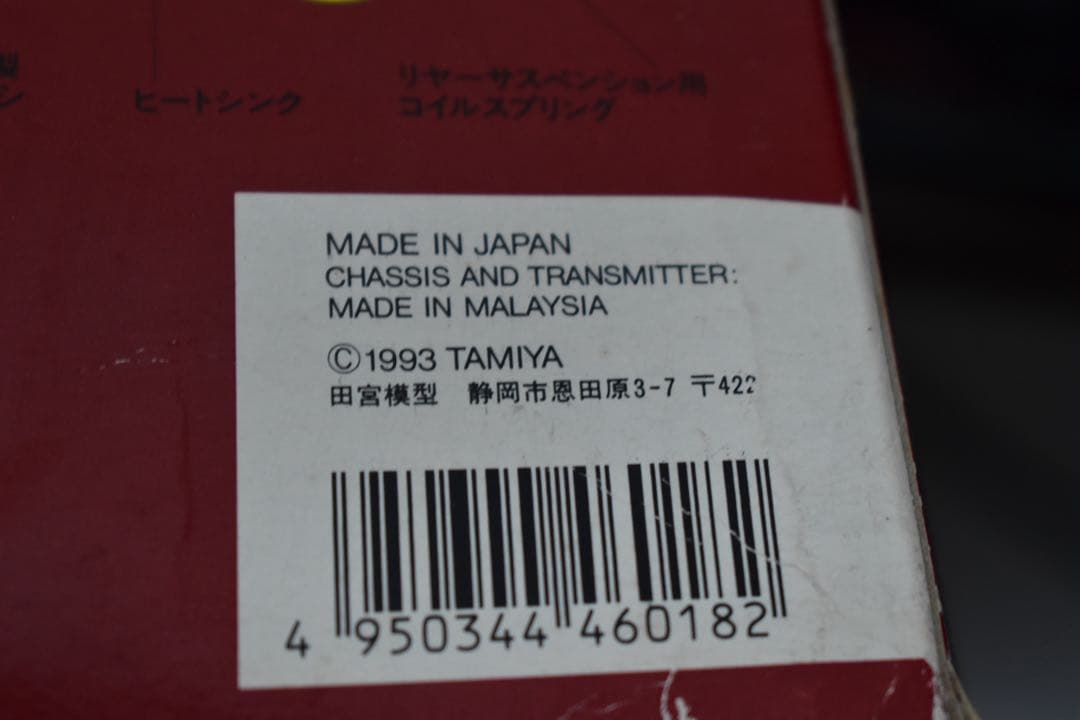 ヒートシンク
リヤーサスペンション用
コイルスプリング
MADE IN JAPAN
CHASSIS AND TRANSMITTER:
MADE IN MALAYSIA
©1993 TAMIYA
田宮模型 静岡市恩田原3-7 〒422
4 950344 460182